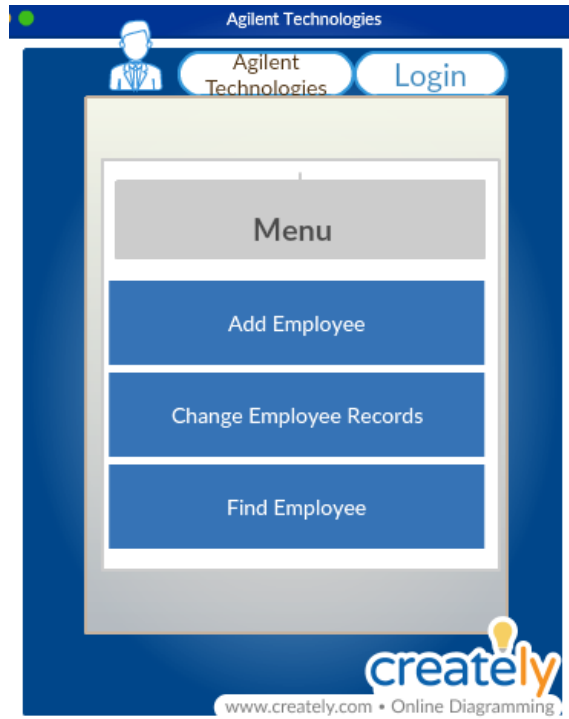 Agilent Technologies
Agilent
Technologies
Login
Menu
Add Employee
Change Employee Records
Find Employee
creately
www.creately.com • Online Diagramming